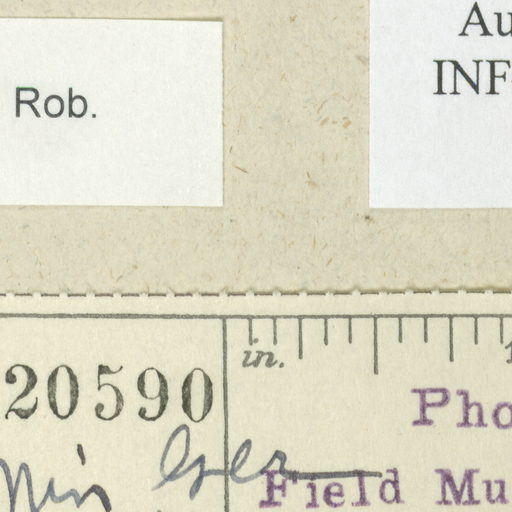 Rob.
Au
INF
in.
20590
Pho
Field Mu